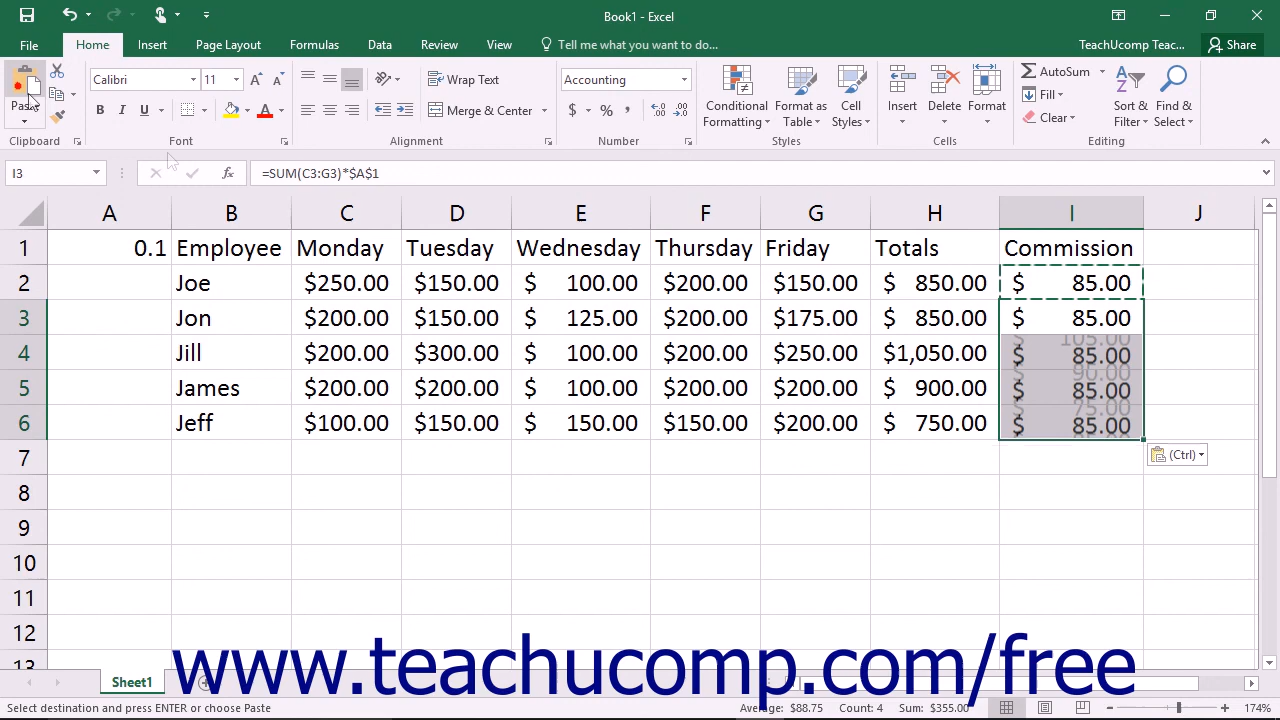 Book1 - Excel
File Home Insert Page Layout Formulas Data Review View Tell me what you want to do... TeachUcomp Teac... Share
Paste Calibri 11 Wrap Text Accounting Conditional Formatting Format as Table Cell Styles Insert Delete Format AutoSum Fill Clear Sort & Filter Find & Select
B I U A Merge & Center $ % ,
Clipboard Font Alignment Number Styles Cells Editing
I3 fx =SUM(C3:G3)*$A$1
A B C D E F G H I J
1 0.1 Employee Monday Tuesday Wednesday Thursday Friday Totals Commission
2 Joe $250.00 $150.00 $ 100.00 $200.00 $150.00 $ 850.00 $ 85.00
3 Jon $200.00 $150.00 $ 125.00 $200.00 $175.00 $ 850.00 $ 85.00
4 Jill $200.00 $300.00 $ 100.00 $200.00 $250.00 $1,050.00 $ 85.00
5 James $200.00 $200.00 $ 100.00 $200.00 $200.00 $ 900.00 $ 85.00
6 Jeff $100.00 $150.00 $ 150.00 $150.00 $200.00 $ 750.00 $ 85.00
(Ctrl)
7
8
9
10
11
12
13
www.teachucomp.com/free
Sheet1
Select destination and press ENTER or choose Paste Average: $88.75 Count: 4 Sum: $355.00 174%